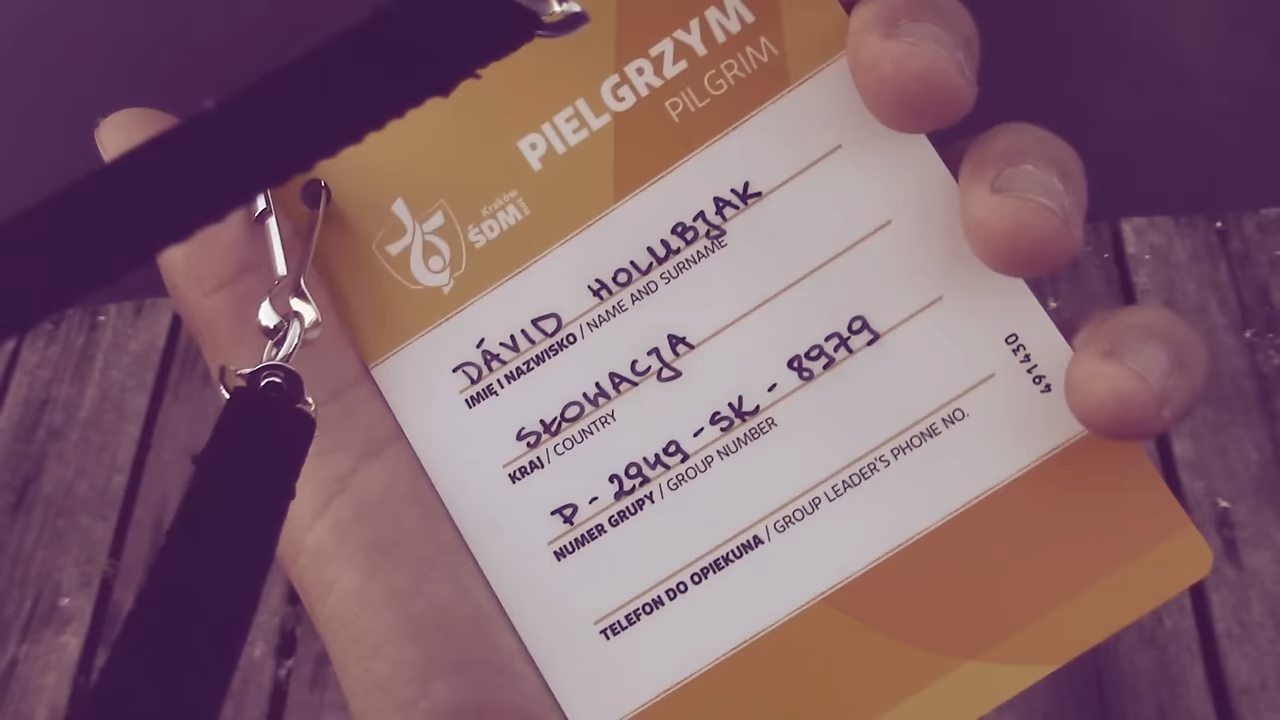 PIELGRZYM
PILGRIM
Kraków
ŚDM
DÁVID HOLUBJAK
IMIĘ I NAZWISKO / NAME AND SURNAME
SŁOWACJA
KRAJ / COUNTRY
P - 2949 - SK - 8979
NUMER GRUPY / GROUP NUMBER
TELEFON DO OPIEKUNA / GROUP LEADER'S PHONE NO.
491430